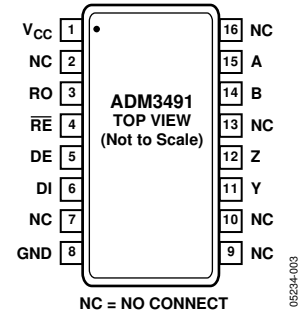 VCC 1
NC 2
RO 3
RE 4
DE 5
DI 6
NC 7
GND 8
ADM3491
TOP VIEW
(Not to Scale)
16 NC
15 A
14 B
13 NC
12 Z
11 Y
10 NC
9 NC
NC = NO CONNECT
05234-003